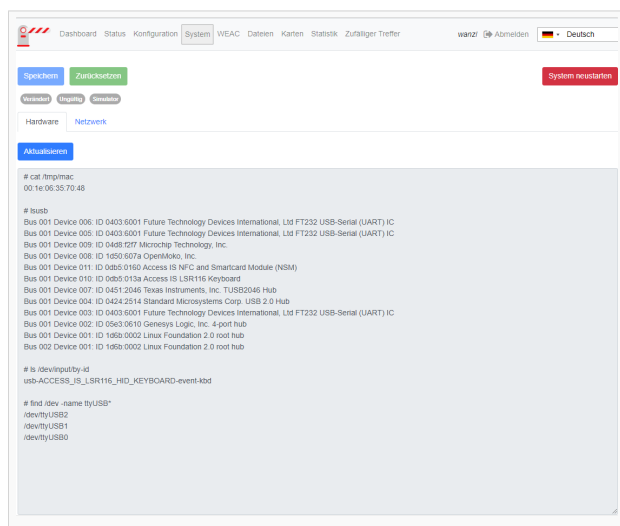 Dashboard Status Konfiguration System WEAC Dateien Karten Statistik Zufälliger Treffer wanzl Abmelden Deutsch
Speichern Zurücksetzen System neustarten
Verändert Ungültig Simulator
Hardware Netzwerk
Aktualisieren
# cat /tmp/mac
00:1e:06:35:70:48
# lsusb
Bus 001 Device 006: ID 0403:6001 Future Technology Devices International, Ltd FT232 USB-Serial (UART) IC
Bus 001 Device 005: ID 0403:6001 Future Technology Devices International, Ltd FT232 USB-Serial (UART) IC
Bus 001 Device 009: ID 04d8:f2f7 Microchip Technology, Inc.
Bus 001 Device 008: ID 1d50:607a OpenMoko, Inc.
Bus 001 Device 011: ID 0db5:0160 Access IS NFC and Smartcard Module (NSM)
Bus 001 Device 010: ID 0db5:013a Access IS LSR116 Keyboard
Bus 001 Device 007: ID 0451:2046 Texas Instruments, Inc. TUSB2046 Hub
Bus 001 Device 004: ID 0424:2514 Standard Microsystems Corp. USB 2.0 Hub
Bus 001 Device 003: ID 0403:6001 Future Technology Devices International, Ltd FT232 USB-Serial (UART) IC
Bus 001 Device 002: ID 05e3:0610 Genesys Logic, Inc. 4-port hub
Bus 001 Device 001: ID 1d6b:0002 Linux Foundation 2.0 root hub
Bus 002 Device 001: ID 1d6b:0002 Linux Foundation 2.0 root hub
# ls /dev/input/by-id
usb-ACCESS_IS_LSR116_HID_KEYBOARD-event-kbd
# find /dev -name ttyUSB*
/dev/ttyUSB2
/dev/ttyUSB1
/dev/ttyUSB0